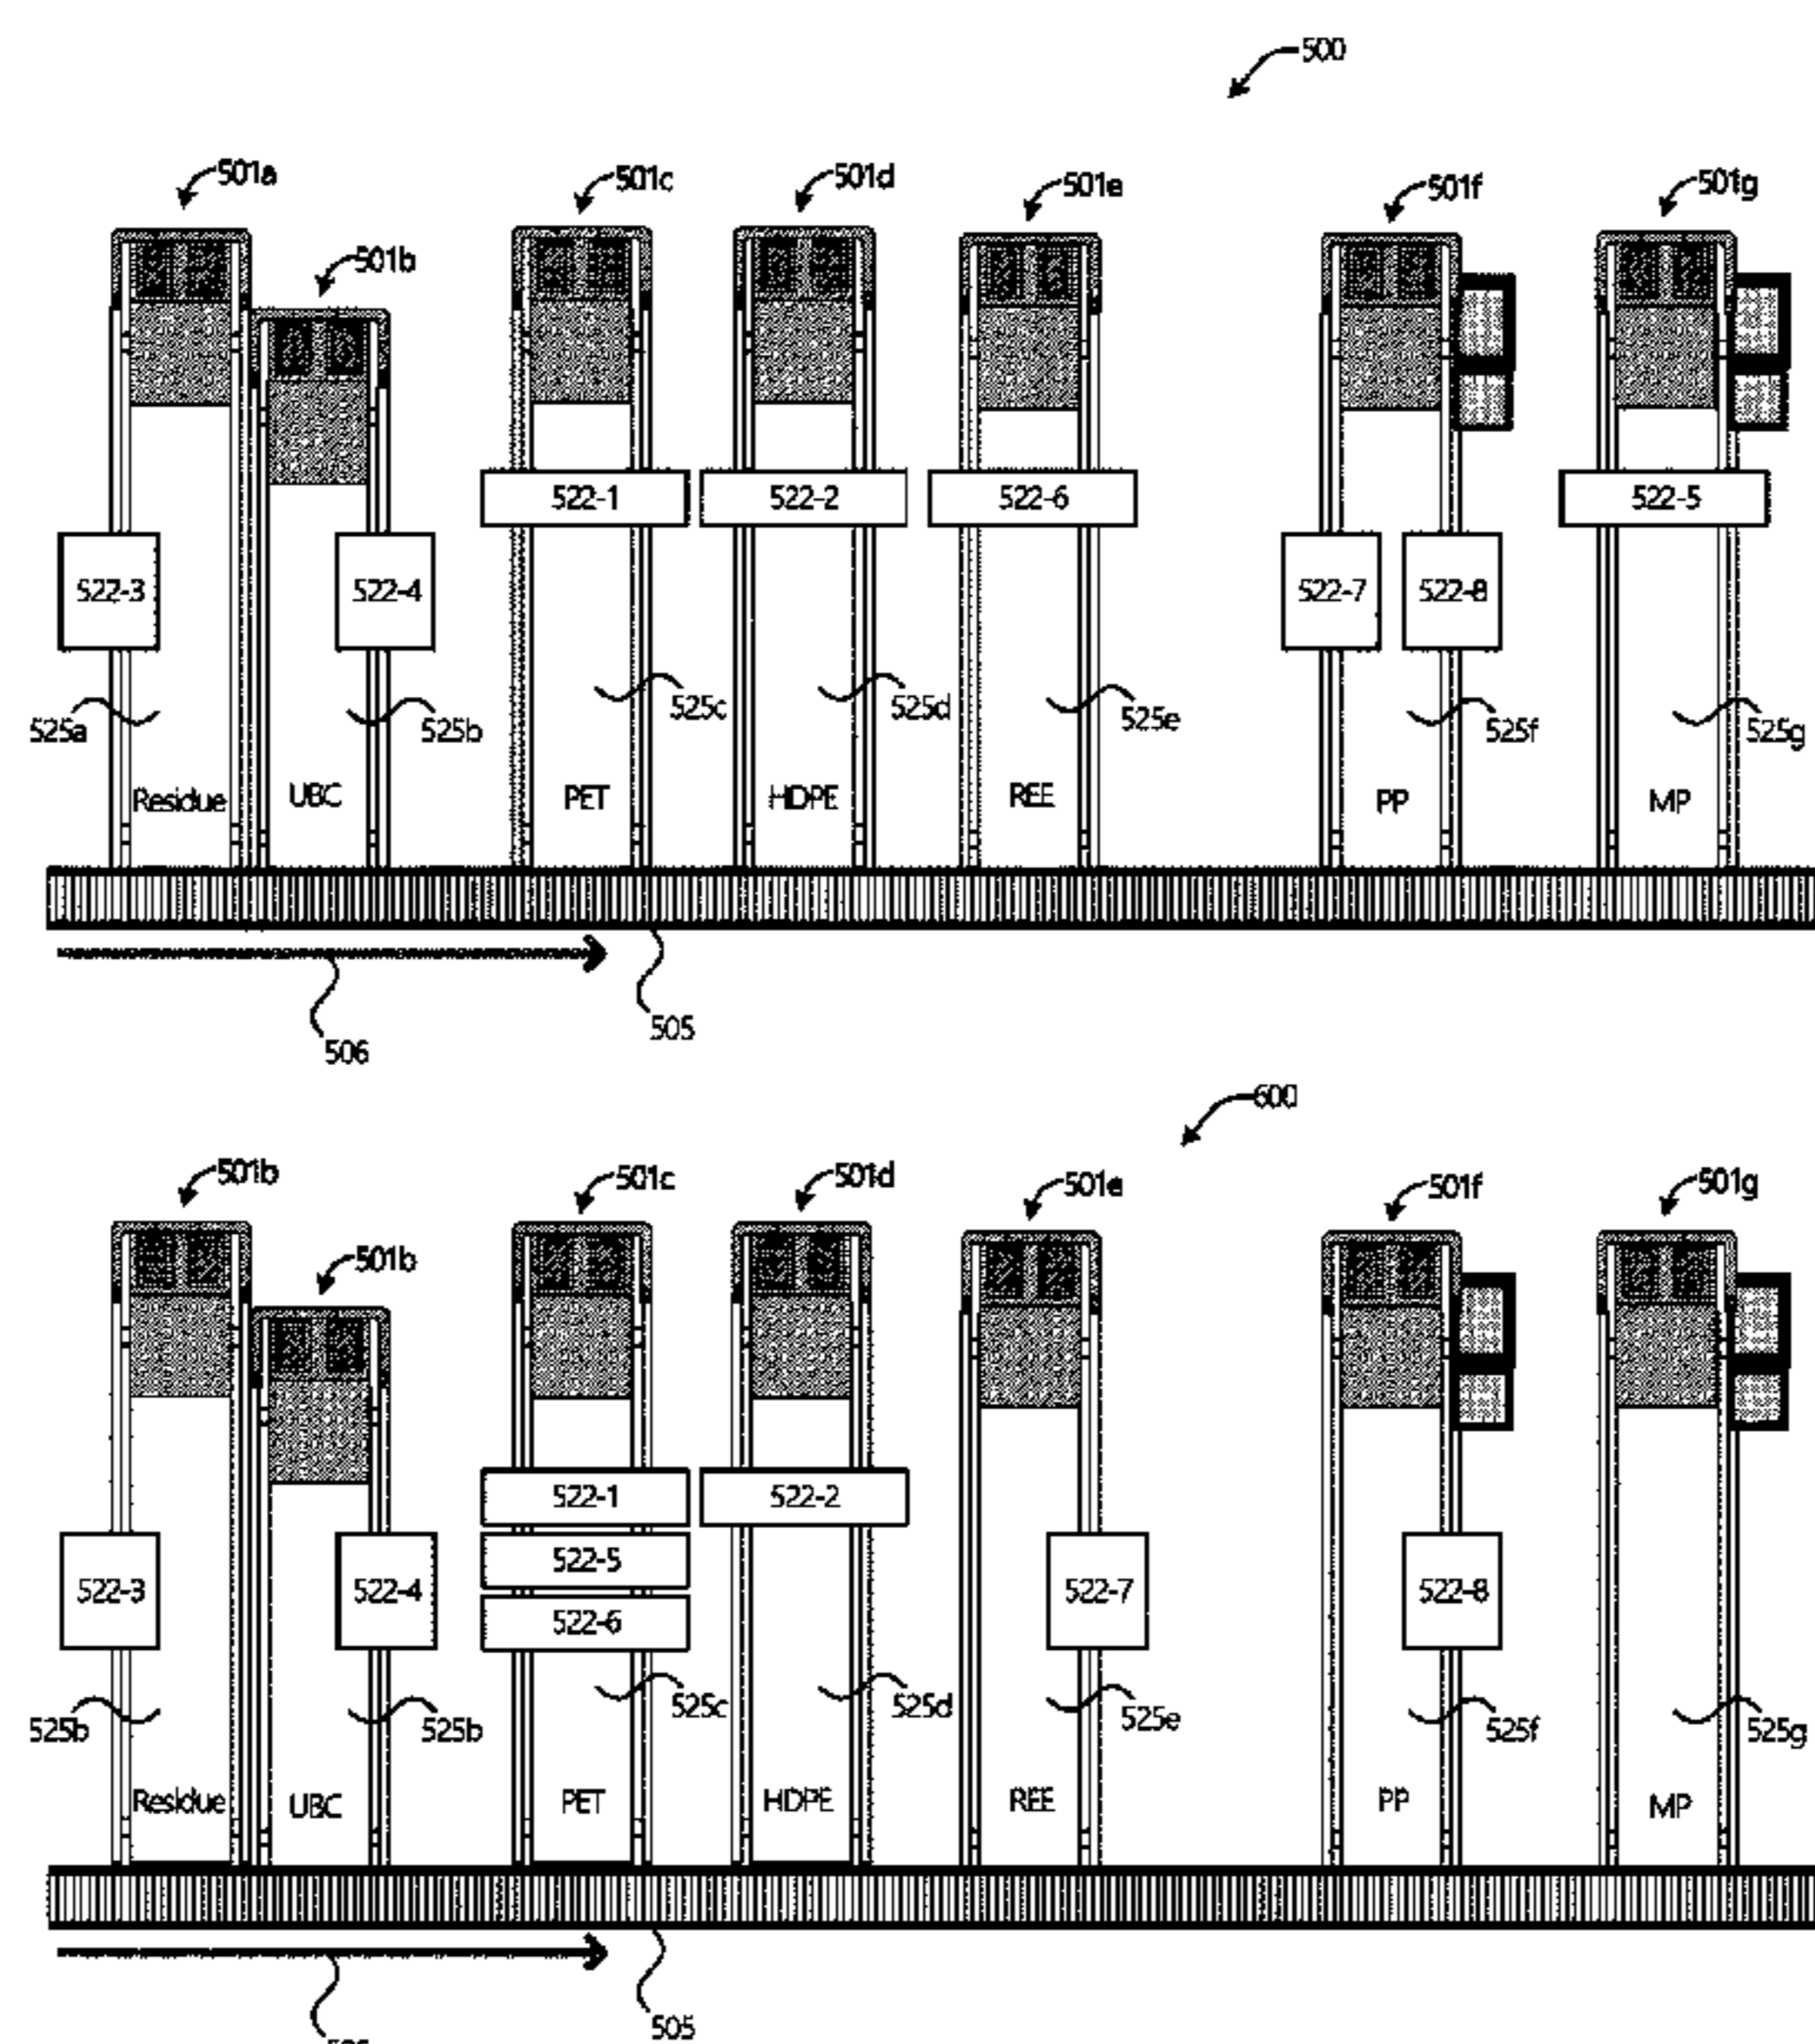 500
501a
501b
501c
501d
501e
501f
501g
522-1
522-2
522-6
522-5
522-3
522-4
522-7
522-8
525a
525b
525c
525d
525e
525f
525g
Residue
UBC
PET
HDPE
REE
PP
MP
506
505
600
501b
501b
501c
501d
501e
501f
501g
522-1
522-2
522-5
522-6
522-3
522-4
522-7
522-8
525b
525b
525c
525d
525e
525f
525g
Residue
UBC
PET
HDPE
REE
PP
MP
505